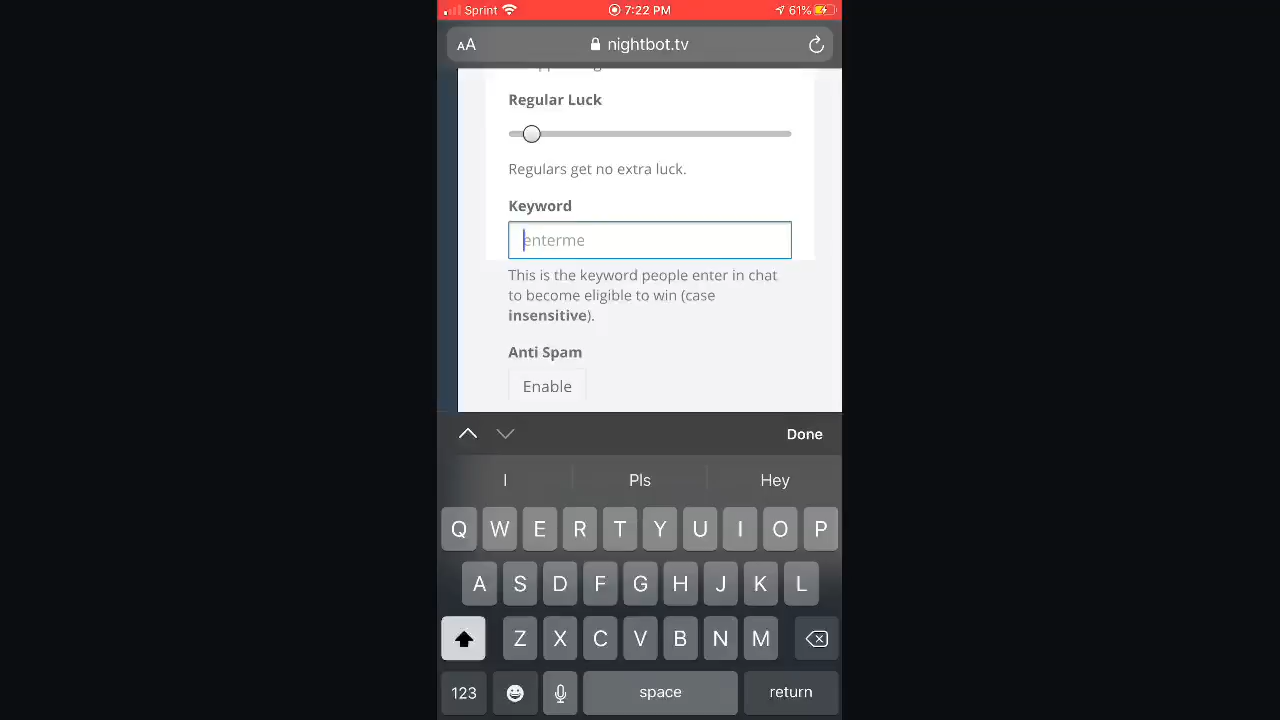 Sprint 7:22 PM 61%
AA nightbot.tv
Regular Luck
Regulars get no extra luck.
Keyword
enterme
This is the keyword people enter in chat
to become eligible to win (case
insensitive).
Anti Spam
Enable
Done
I Pls Hey
Q W E R T Y U I O P
A S D F G H J K L
Z X C V B N M
123 space return